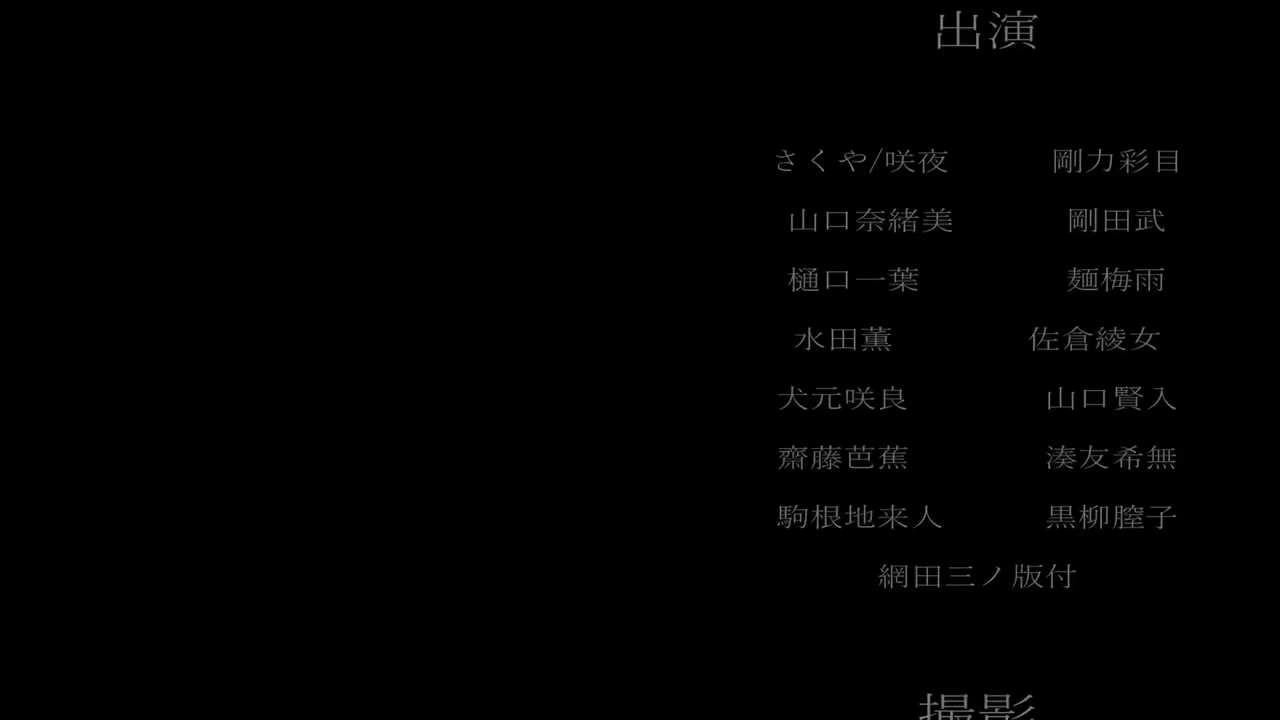 出演
さくや/咲夜 剛力彩目
山口奈緒美 剛田武
樋口一葉 麺梅雨
水田薫 佐倉綾女
犬元咲良 山口賢入
齋藤芭蕉 湊友希無
駒根地来人 黒柳膣子
網田三ノ版付
撮影